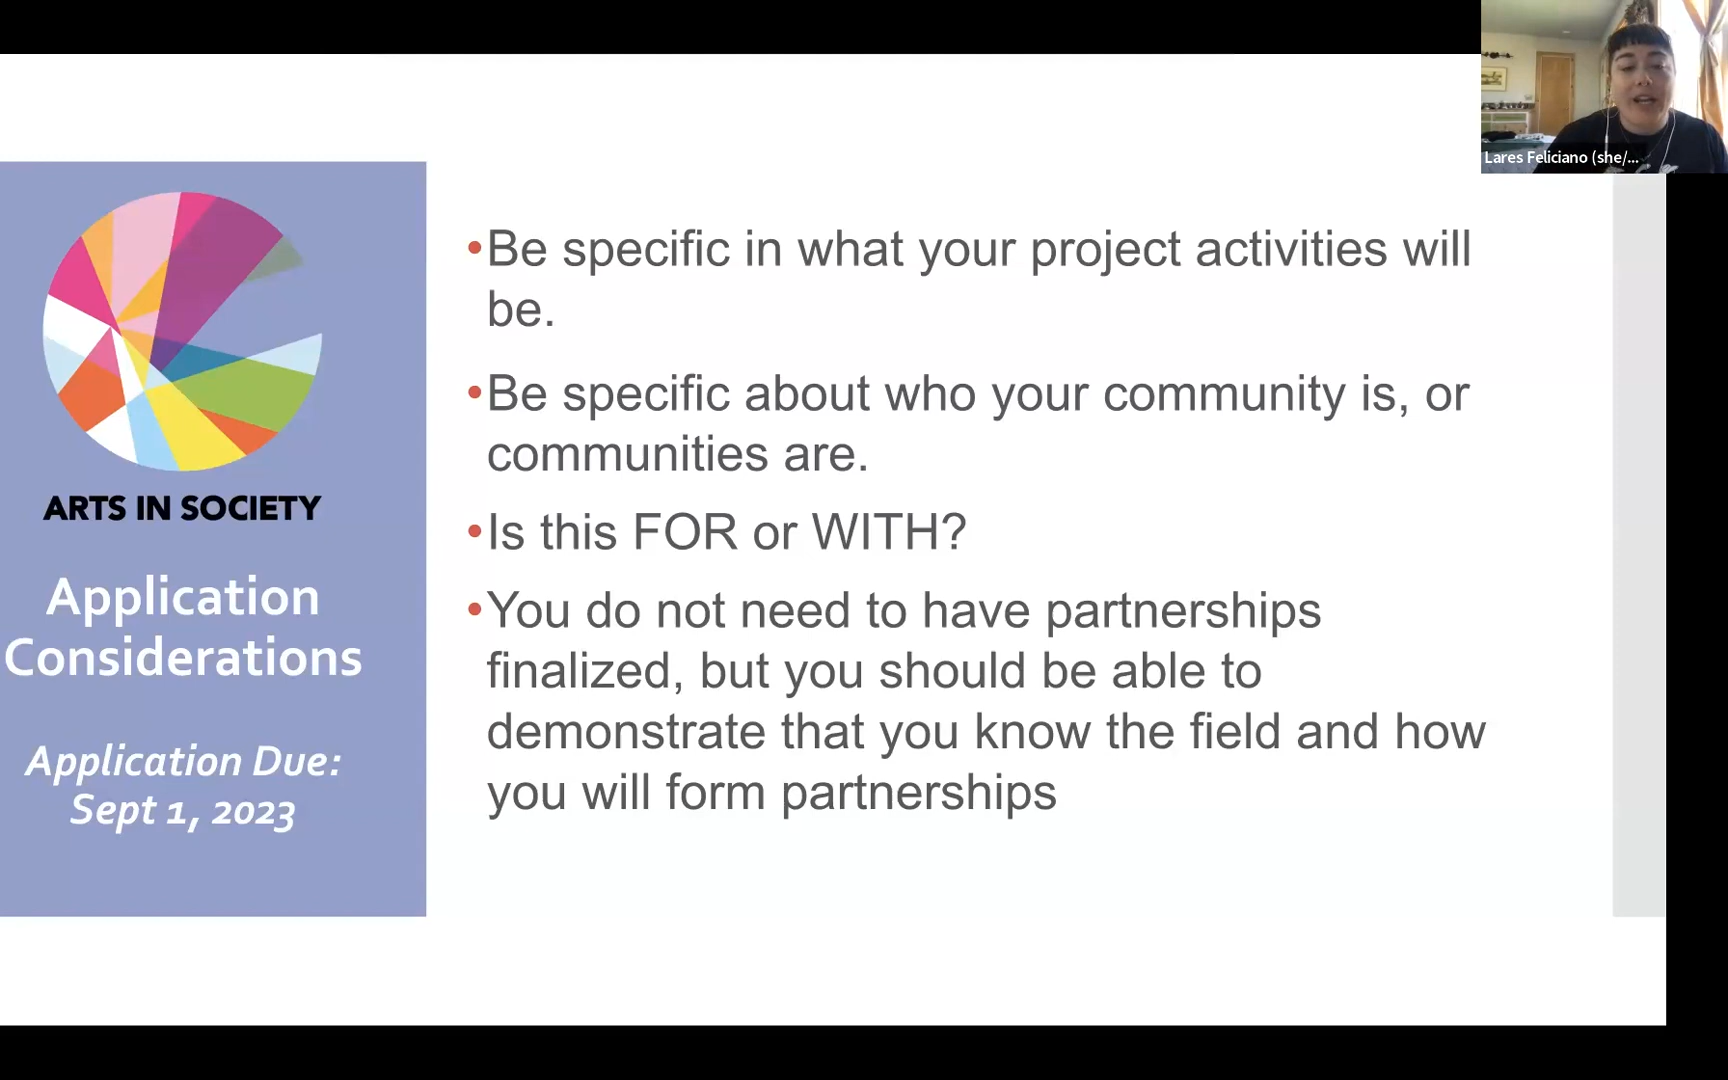 Lares Feliciano (she/...
ARTS IN SOCIETY
Application
Considerations
Application Due:
Sept 1, 2023
•Be specific in what your project activities will
be.
•Be specific about who your community is, or
communities are.
•Is this FOR or WITH?
•You do not need to have partnerships
finalized, but you should be able to
demonstrate that you know the field and how
you will form partnerships